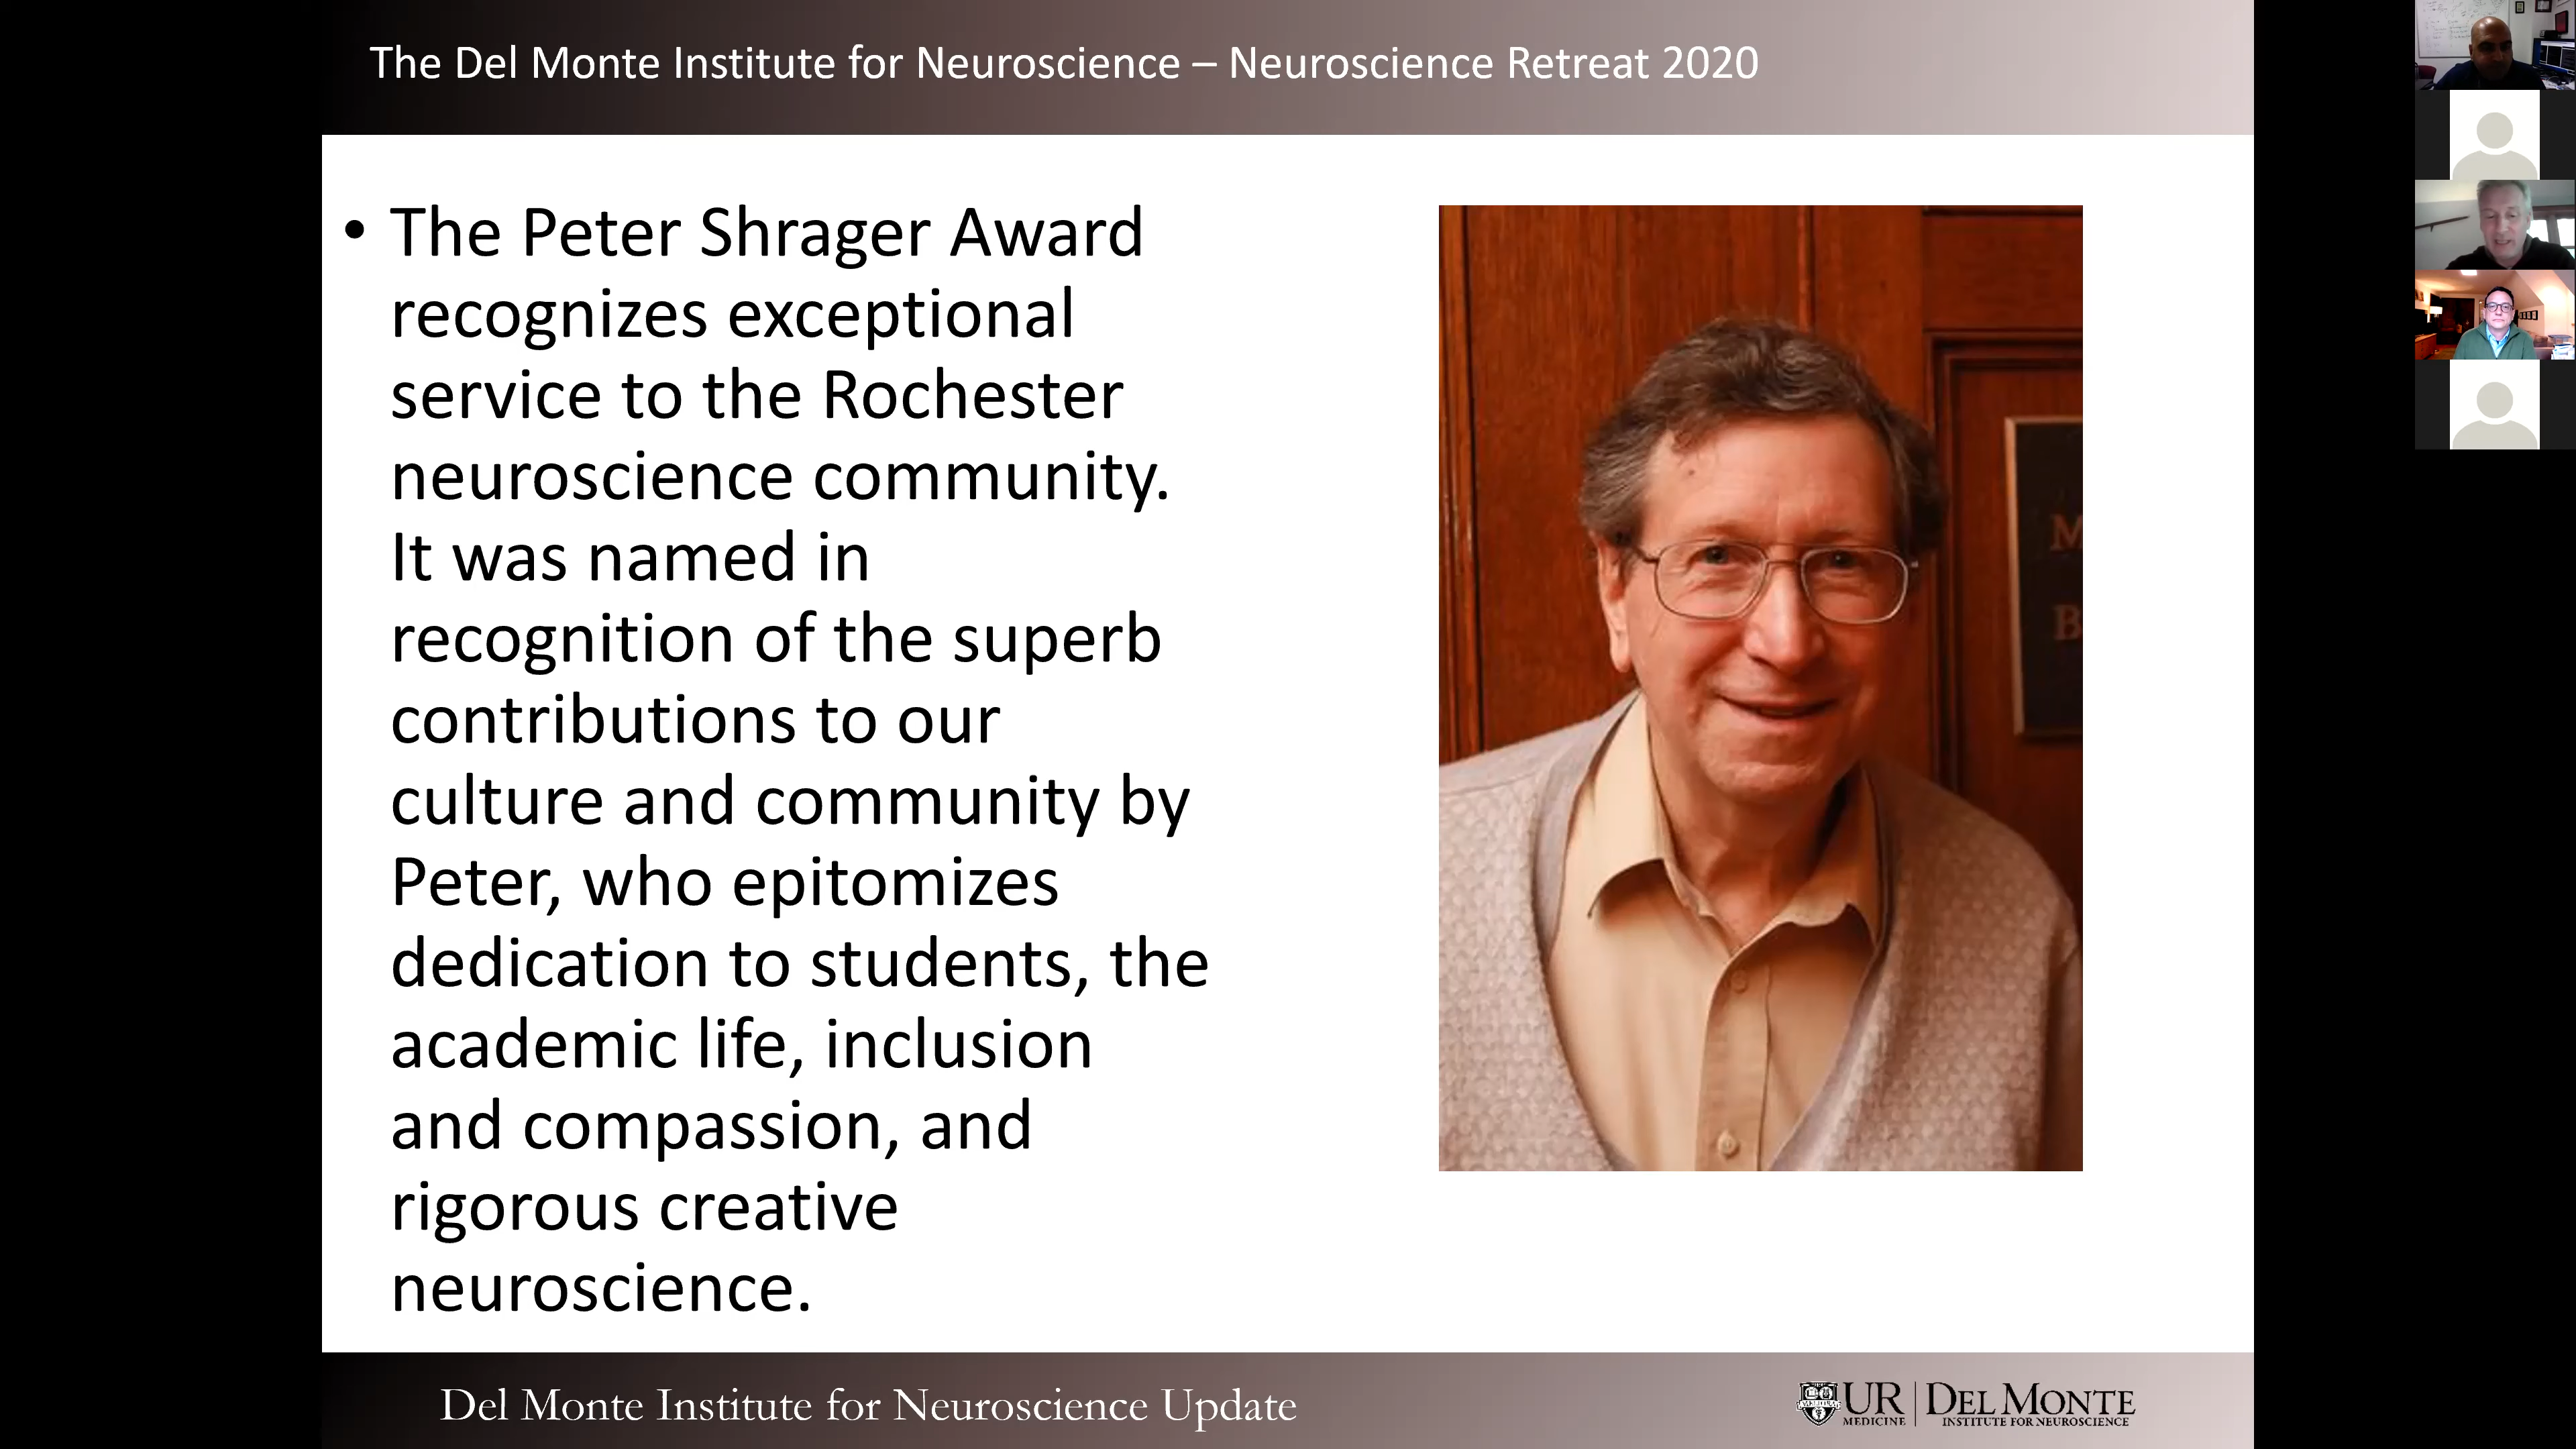 The Del Monte Institute for Neuroscience – Neuroscience Retreat 2020
• The Peter Shrager Award
recognizes exceptional
service to the Rochester
neuroscience community.
It was named in
recognition of the superb
contributions to our
culture and community by
Peter, who epitomizes
dedication to students, the
academic life, inclusion
and compassion, and
rigorous creative
neuroscience.
M
B
Del Monte Institute for Neuroscience Update
UR
MEDICINE
DEL MONTE
INSTITUTE FOR NEUROSCIENCE